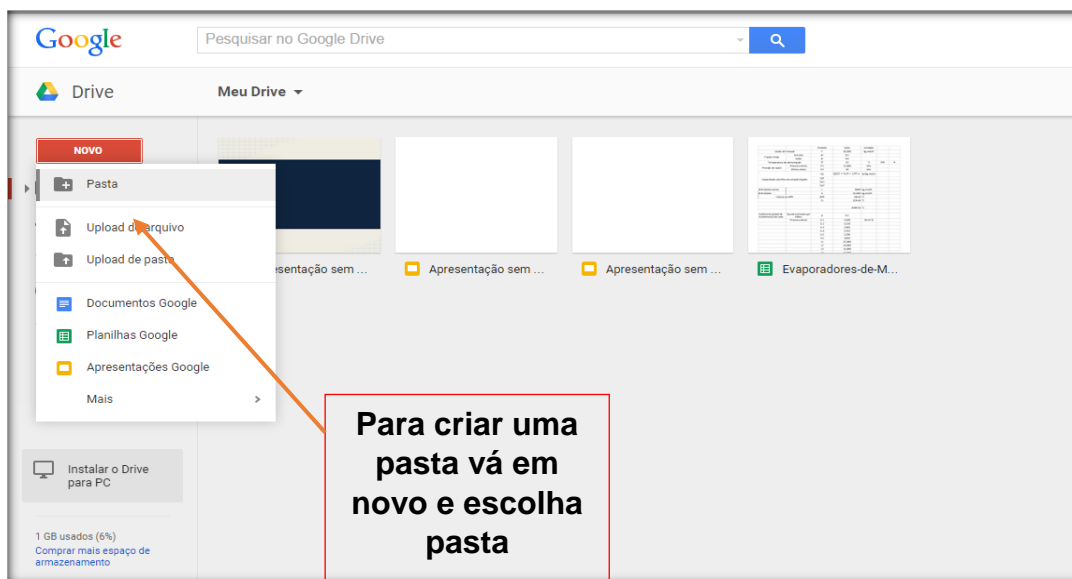 Google
Pesquisar no Google Drive
Drive
Meu Drive
NOVO
Pasta
Upload de arquivo
Upload de pasta
Documentos Google
Planilhas Google
Apresentações Google
Mais
sentação sem ...
Apresentação sem ...
Apresentação sem ...
Evaporadores-de-M...
Instalar o Drive
para PC
1 GB usados (6%)
Comprar mais espaço de
armazenamento
Para criar uma
pasta vá em
novo e escolha
pasta